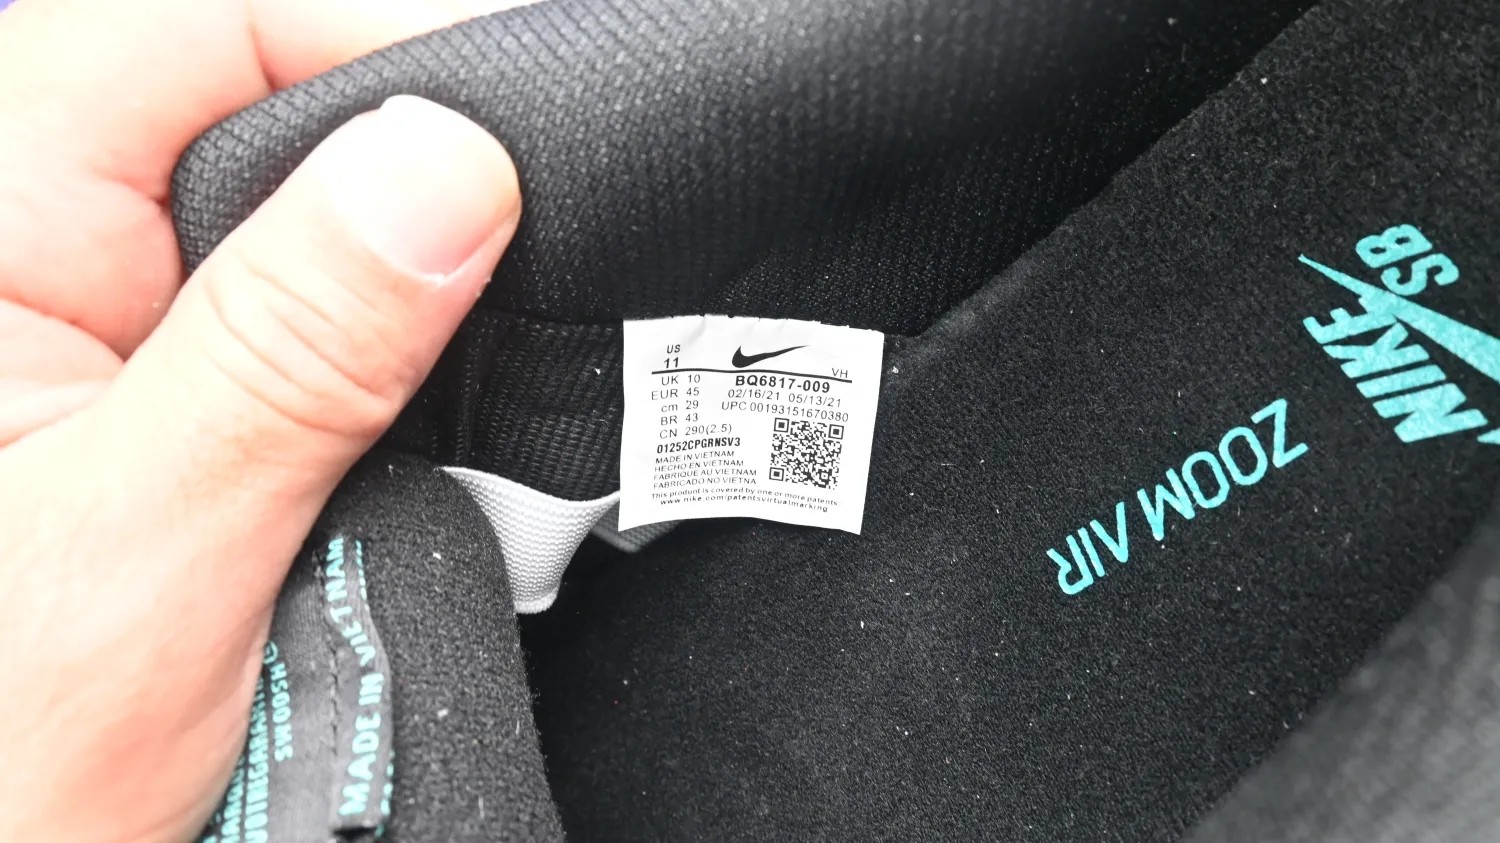 US
11
VH
UK 10
BQ6817-009
EUR 45
02/16/21 05/13/21
cm 29
UPC 00193151670380
BR 43
CN 290(2.5)
01252CPGRNSV3
MADE IN VIETNAM
HECHO EN VIETNAM
FABRIQUE AU VIETNAM
FABRICADO NO VIETNA
This product is covered by one or more patents
www.nike.com/patentsvirtualmarking
NIKE
SB
ZOOM AIR
MADE IN VIETNAM
SWOOSH